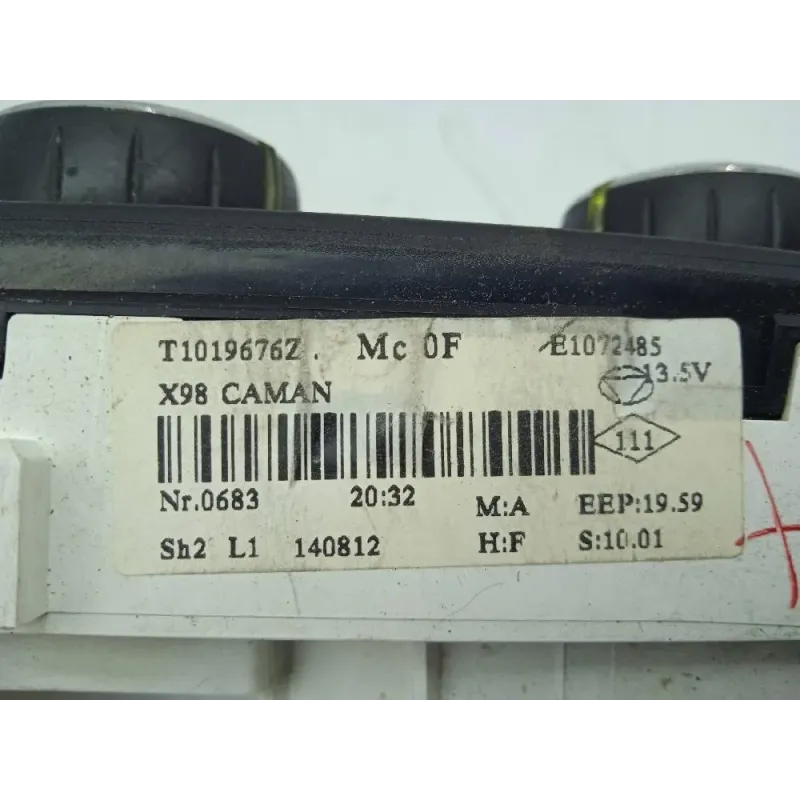 T1019676Z. Mc 0F E1072485
X98 CAMAN 13.5V
111
Nr.0683 20:32 M:A EEP:19.59
Sh2 L1 140812 H:F S:10.01